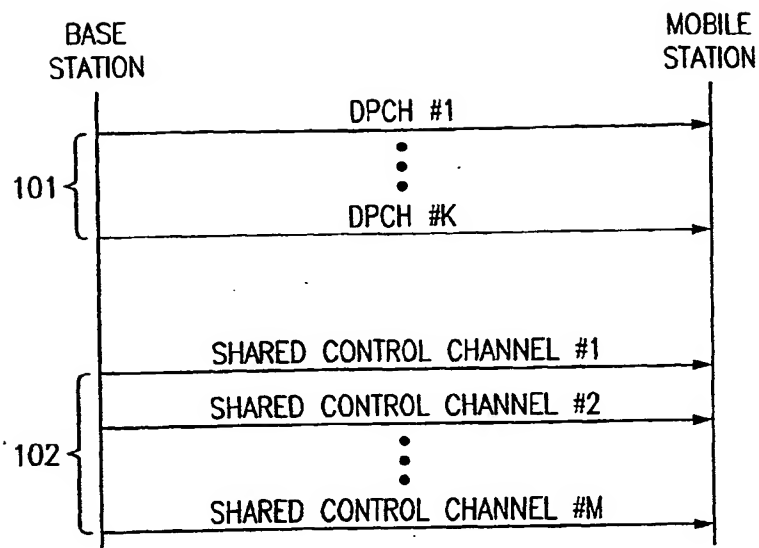 BASE
STATION
MOBILE
STATION
DPCH #1
101
DPCH #K
SHARED CONTROL CHANNEL #1
SHARED CONTROL CHANNEL #2
102
SHARED CONTROL CHANNEL #M